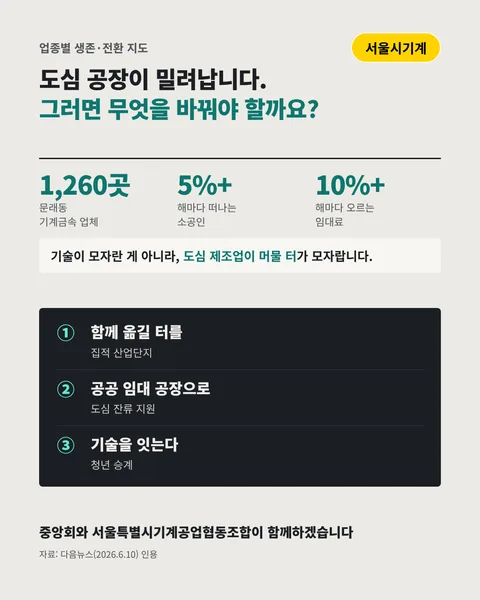 업종별 생존·전환 지도
서울시기계
도심 공장이 밀려납니다.
그러면 무엇을 바꿔야 할까요?
1,260곳
문래동
기계금속 업체
5%+
해마다 떠나는
소공인
10%+
해마다 오르는
임대료
기술이 모자란 게 아니라, 도심 제조업이 머물 터가 모자랍니다.
① 함께 옮길 터를
집적 산업단지
② 공공 임대 공장으로
도심 잔류 지원
③ 기술을 잇는다
청년 승계
중앙회와 서울특별시기계공업협동조합이 함께하겠습니다
자료: 다음뉴스(2026.6.10) 인용